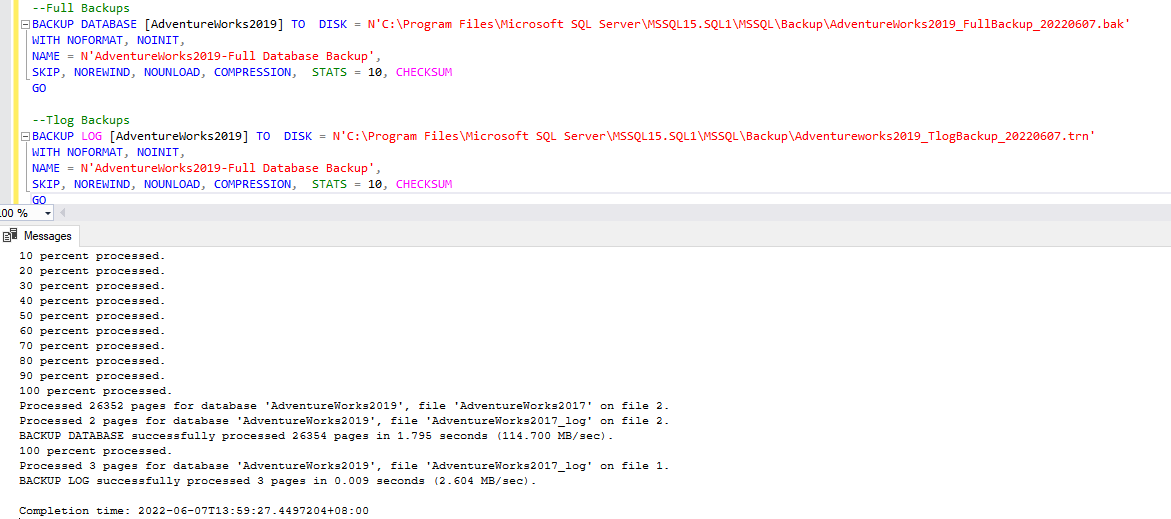 --Full Backups
BACKUP DATABASE [AdventureWorks2019] TO  DISK = N'C:\Program Files\Microsoft SQL Server\MSSQL15.SQL1\MSSQL\Backup\AdventureWorks2019_FullBackup_20220607.bak'
WITH NOFORMAT, NOINIT,
NAME = N'AdventureWorks2019-Full Database Backup',
SKIP, NOREWIND, NOUNLOAD, COMPRESSION,  STATS = 10, CHECKSUM
GO
--Tlog Backups
BACKUP LOG [AdventureWorks2019] TO  DISK = N'C:\Program Files\Microsoft SQL Server\MSSQL15.SQL1\MSSQL\Backup\Adventureworks2019_TlogBackup_20220607.trn'
WITH NOFORMAT, NOINIT,
NAME = N'AdventureWorks2019-Full Database Backup',
SKIP, NOREWIND, NOUNLOAD, COMPRESSION,  STATS = 10, CHECKSUM
GO
.00 %
Messages
10 percent processed.
20 percent processed.
30 percent processed.
40 percent processed.
50 percent processed.
60 percent processed.
70 percent processed.
80 percent processed.
90 percent processed.
100 percent processed.
Processed 26352 pages for database 'AdventureWorks2019', file 'AdventureWorks2017' on file 2.
Processed 2 pages for database 'AdventureWorks2019', file 'AdventureWorks2017_log' on file 2.
BACKUP DATABASE successfully processed 26354 pages in 1.795 seconds (114.700 MB/sec).
100 percent processed.
Processed 3 pages for database 'AdventureWorks2019', file 'AdventureWorks2017_log' on file 1.
BACKUP LOG successfully processed 3 pages in 0.009 seconds (2.604 MB/sec).
Completion time: 2022-06-07T13:59:27.4497204+08:00